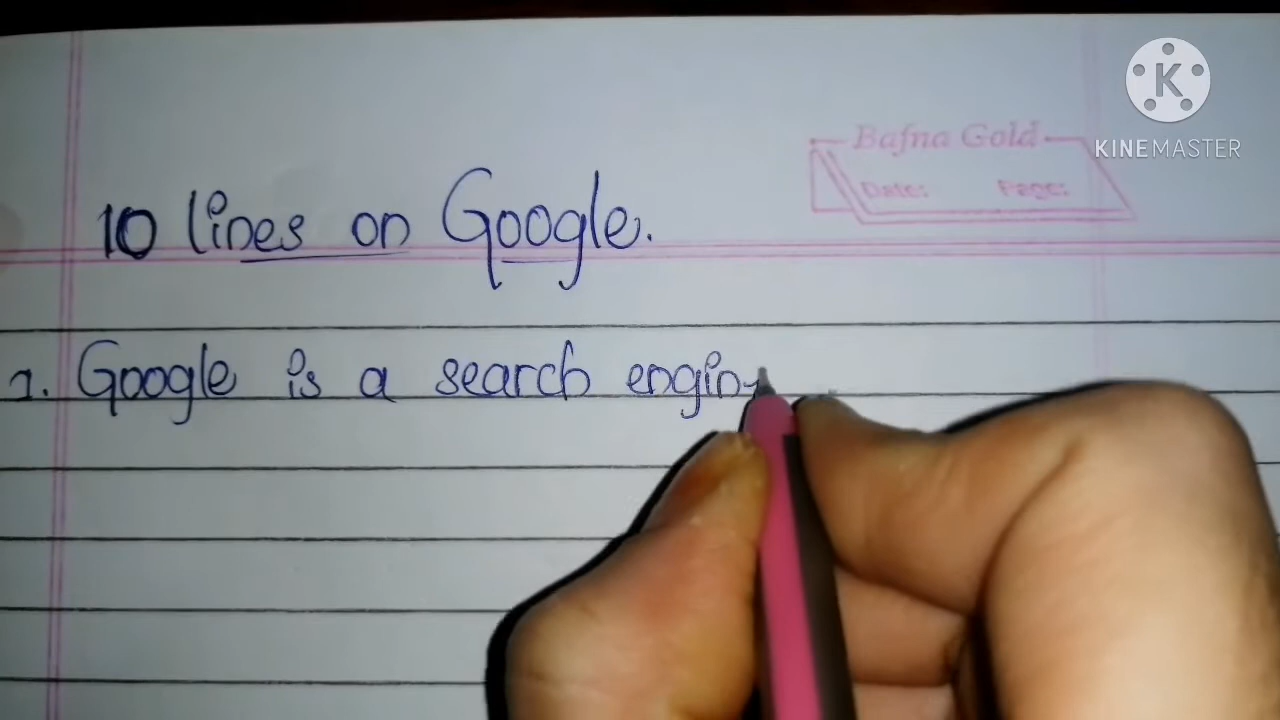 K
KINEMASTER
Bafna Gold
Date: Page:
10 lines on Google.
1. Google is a search engin